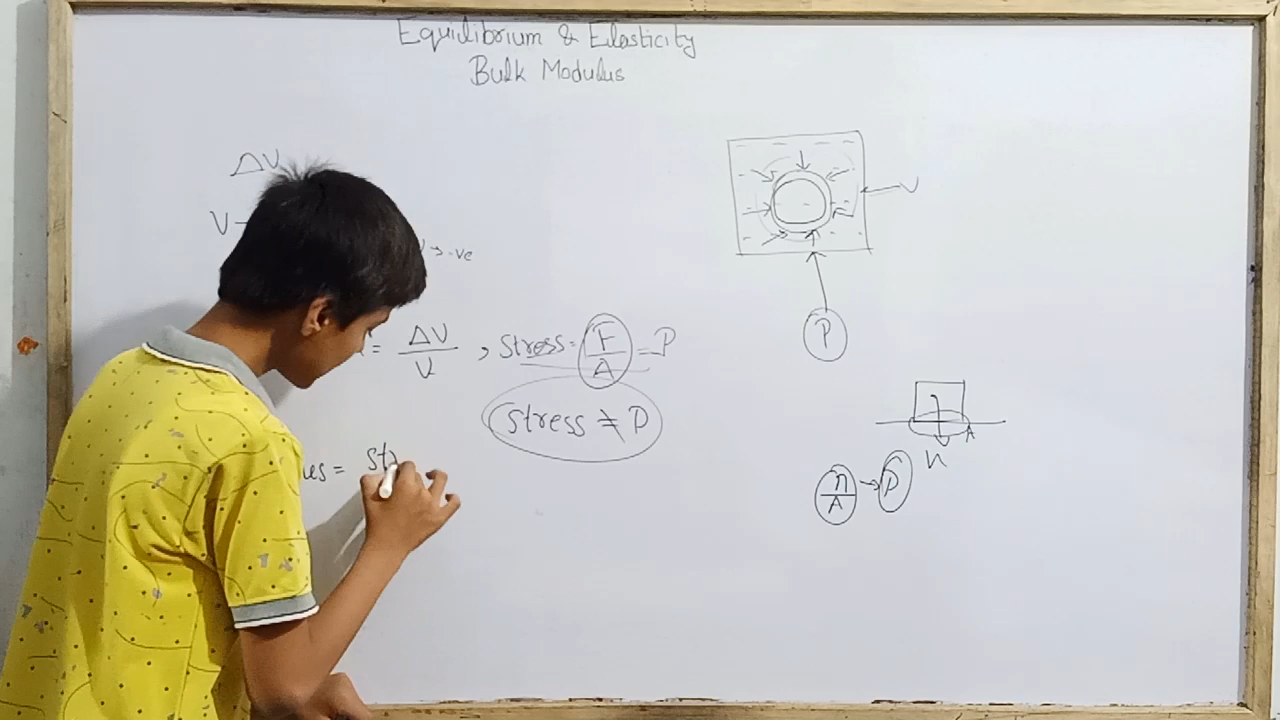 Equilibrium & Elasticity
Bulk Modulus
ΔV
V
→ -ve
V
P
= ΔV/V , stress = F/A = P
stress ≠ P
A
n
us = st
n/A → P